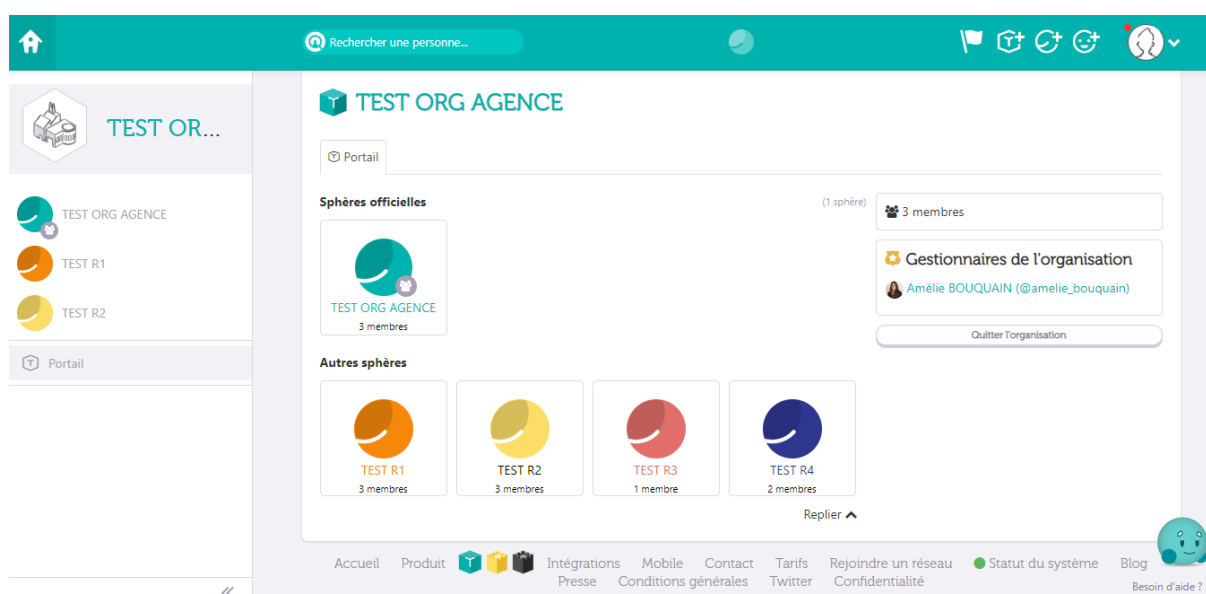 Rechercher une personne...
TEST OR...
TEST ORG AGENCE
TEST R1
TEST R2
Portail
TEST ORG AGENCE
Portail
Sphères officielles
(1 sphère)
TEST ORG AGENCE
3 membres
Autres sphères
TEST R1
3 membres
TEST R2
3 membres
TEST R3
1 membre
TEST R4
2 membres
Replier
3 membres
Gestionnaires de l'organisation
Amélie BOUQUAIN (@amelie_bouquain)
Quitter l'organisation
Accueil Produit Intégrations Mobile Contact Tarifs Rejoindre un réseau Statut du système Blog
Presse Conditions générales Twitter Confidentialité
Besoin d'aide ?